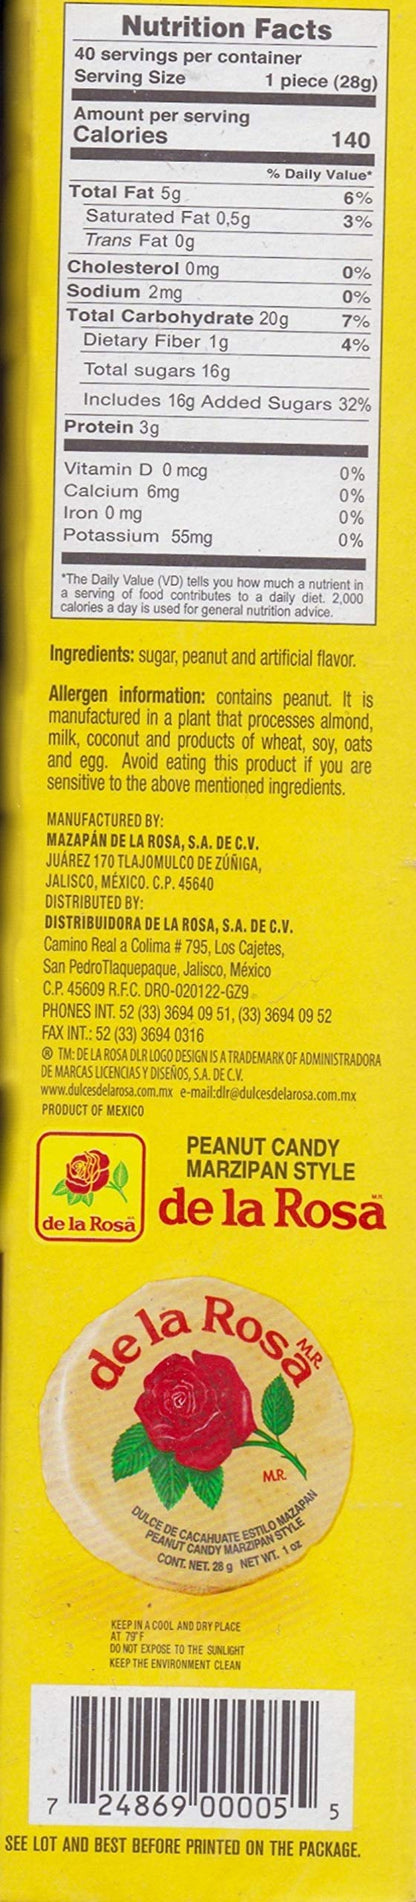 Nutrition Facts
40 servings per container
Serving Size 1 piece (28g)
Amount per serving
Calories 140
% Daily Value*
Total Fat 5g 6%
Saturated Fat 0,5g 3%
Trans Fat 0g
Cholesterol 0mg 0%
Sodium 2mg 0%
Total Carbohydrate 20g 7%
Dietary Fiber 1g 4%
Total sugars 16g
Includes 16g Added Sugars 32%
Protein 3g
Vitamin D 0 mcg 0%
Calcium 6mg 0%
Iron 0 mg 0%
Potassium 55mg 0%
*The Daily Value (VD) tells you how much a nutrient in
a serving of food contributes to a daily diet. 2,000
calories a day is used for general nutrition advice.
Ingredients: sugar, peanut and artificial flavor.
Allergen information: contains peanut. It is
manufactured in a plant that processes almond,
milk, coconut and products of wheat, soy, oats
and egg. Avoid eating this product if you are
sensitive to the above mentioned ingredients.
MANUFACTURED BY:
MAZAPÁN DE LA ROSA, S.A. DE C.V.
JUÁREZ 170 TLAJOMULCO DE ZÚÑIGA,
JALISCO, MÉXICO. C.P. 45640
DISTRIBUTED BY:
DISTRIBUIDORA DE LA ROSA, S.A. DE C.V.
Camino Real a Colima # 795, Los Cajetes,
San PedroTlaquepaque, Jalisco, México
C.P. 45609 R.F.C. DRO-020122-GZ9
PHONES INT. 52 (33) 3694 09 51, (33) 3694 09 52
FAX INT.: 52 (33) 3694 0316
® TM: DE LA ROSA DLR LOGO DESIGN IS A TRADEMARK OF ADMINISTRADORA
DE MARCAS LICENCIAS Y DISEÑOS, S.A. DE C.V.
www.dulcesdelarosa.com.mx e-mail:dlr@dulcesdelarosa.com.mx
PRODUCT OF MEXICO
PEANUT CANDY
MARZIPAN STYLE
de la Rosa M.R.
de la Rosa
de la Rosa M.R.
M.R.
DULCE DE CACAHUATE ESTILO MAZAPAN
PEANUT CANDY MARZIPAN STYLE
CONT. NET. 28 g NET WT. 1 oz
KEEP IN A COOL AND DRY PLACE
AT 79°F
DO NOT EXPOSE TO THE SUNLIGHT
KEEP THE ENVIRONMENT CLEAN
7 24869 00005 5
SEE LOT AND BEST BEFORE PRINTED ON THE PACKAGE.